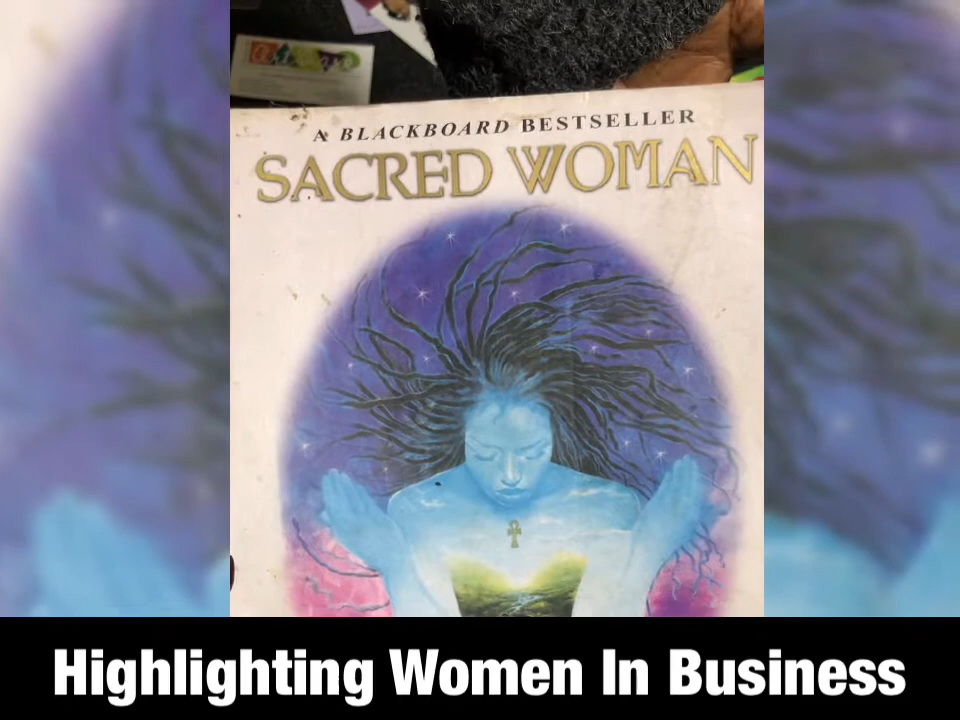 A BLACKBOARD BESTSELLER
SACRED WOMAN
Highlighting Women In Business